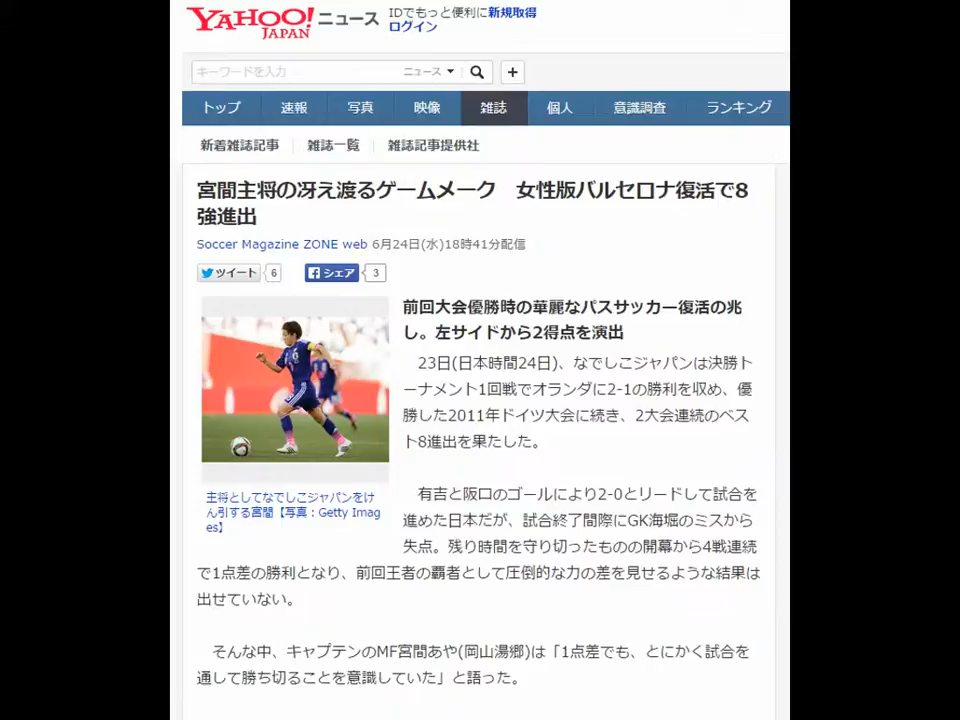 YAHOO! JAPAN ニュース
IDでもっと便利に新規取得
ログイン
キーワードを入力 ニュース
トップ 速報 写真 映像 雑誌 個人 意識調査 ランキング
新着雑誌記事 雑誌一覧 雑誌記事提供社
宮間主将の冴え渡るゲームメーク　女性版バルセロナ復活で8
強進出
Soccer Magazine ZONE web 6月24日(水)18時41分配信
ツイート 6 シェア 3
前回大会優勝時の華麗なパスサッカー復活の兆
し。左サイドから2得点を演出
23日(日本時間24日)、なでしこジャパンは決勝ト
ーナメント1回戦でオランダに2-1の勝利を収め、優
勝した2011年ドイツ大会に続き、2大会連続のベス
ト8進出を果たした。
主将としてなでしこジャパンをけ
ん引する宮間【写真：Getty Imag
es】
有吉と阪口のゴールにより2-0とリードして試合を
進めた日本だが、試合終了間際にGK海堀のミスから
失点。残り時間を守り切ったものの開幕から4戦連続
で1点差の勝利となり、前回王者の覇者として圧倒的な力の差を見せるような結果は
出せていない。
そんな中、キャプテンのMF宮間あや(岡山湯郷)は「1点差でも、とにかく試合を
通して勝ち切ることを意識していた」と語った。